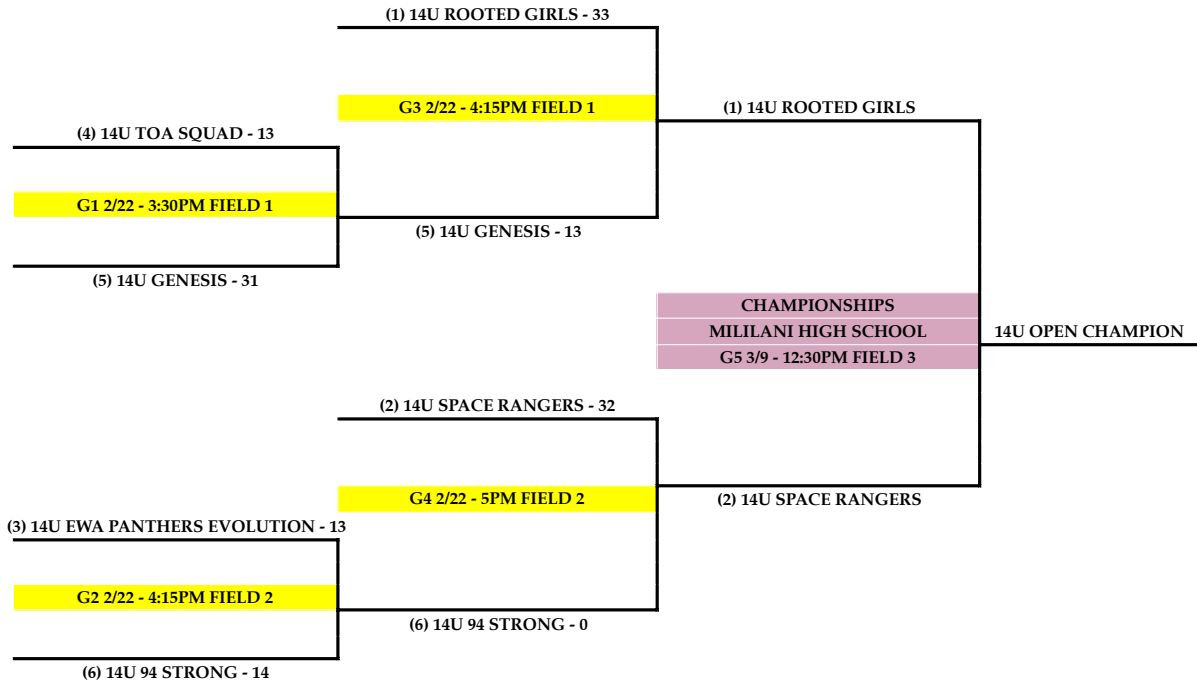 (1) 14U ROOTED GIRLS - 33
G3 2/22 - 4:15PM FIELD 1
(1) 14U ROOTED GIRLS
(4) 14U TOA SQUAD - 13
G1 2/22 - 3:30PM FIELD 1
(5) 14U GENESIS - 13
(5) 14U GENESIS - 31
CHAMPIONSHIPS
MILILANI HIGH SCHOOL
14U OPEN CHAMPION
G5 3/9 - 12:30PM FIELD 3
(2) 14U SPACE RANGERS - 32
G4 2/22 - 5PM FIELD 2
(2) 14U SPACE RANGERS
(3) 14U EWA PANTHERS EVOLUTION - 13
G2 2/22 - 4:15PM FIELD 2
(6) 14U 94 STRONG - 0
(6) 14U 94 STRONG - 14